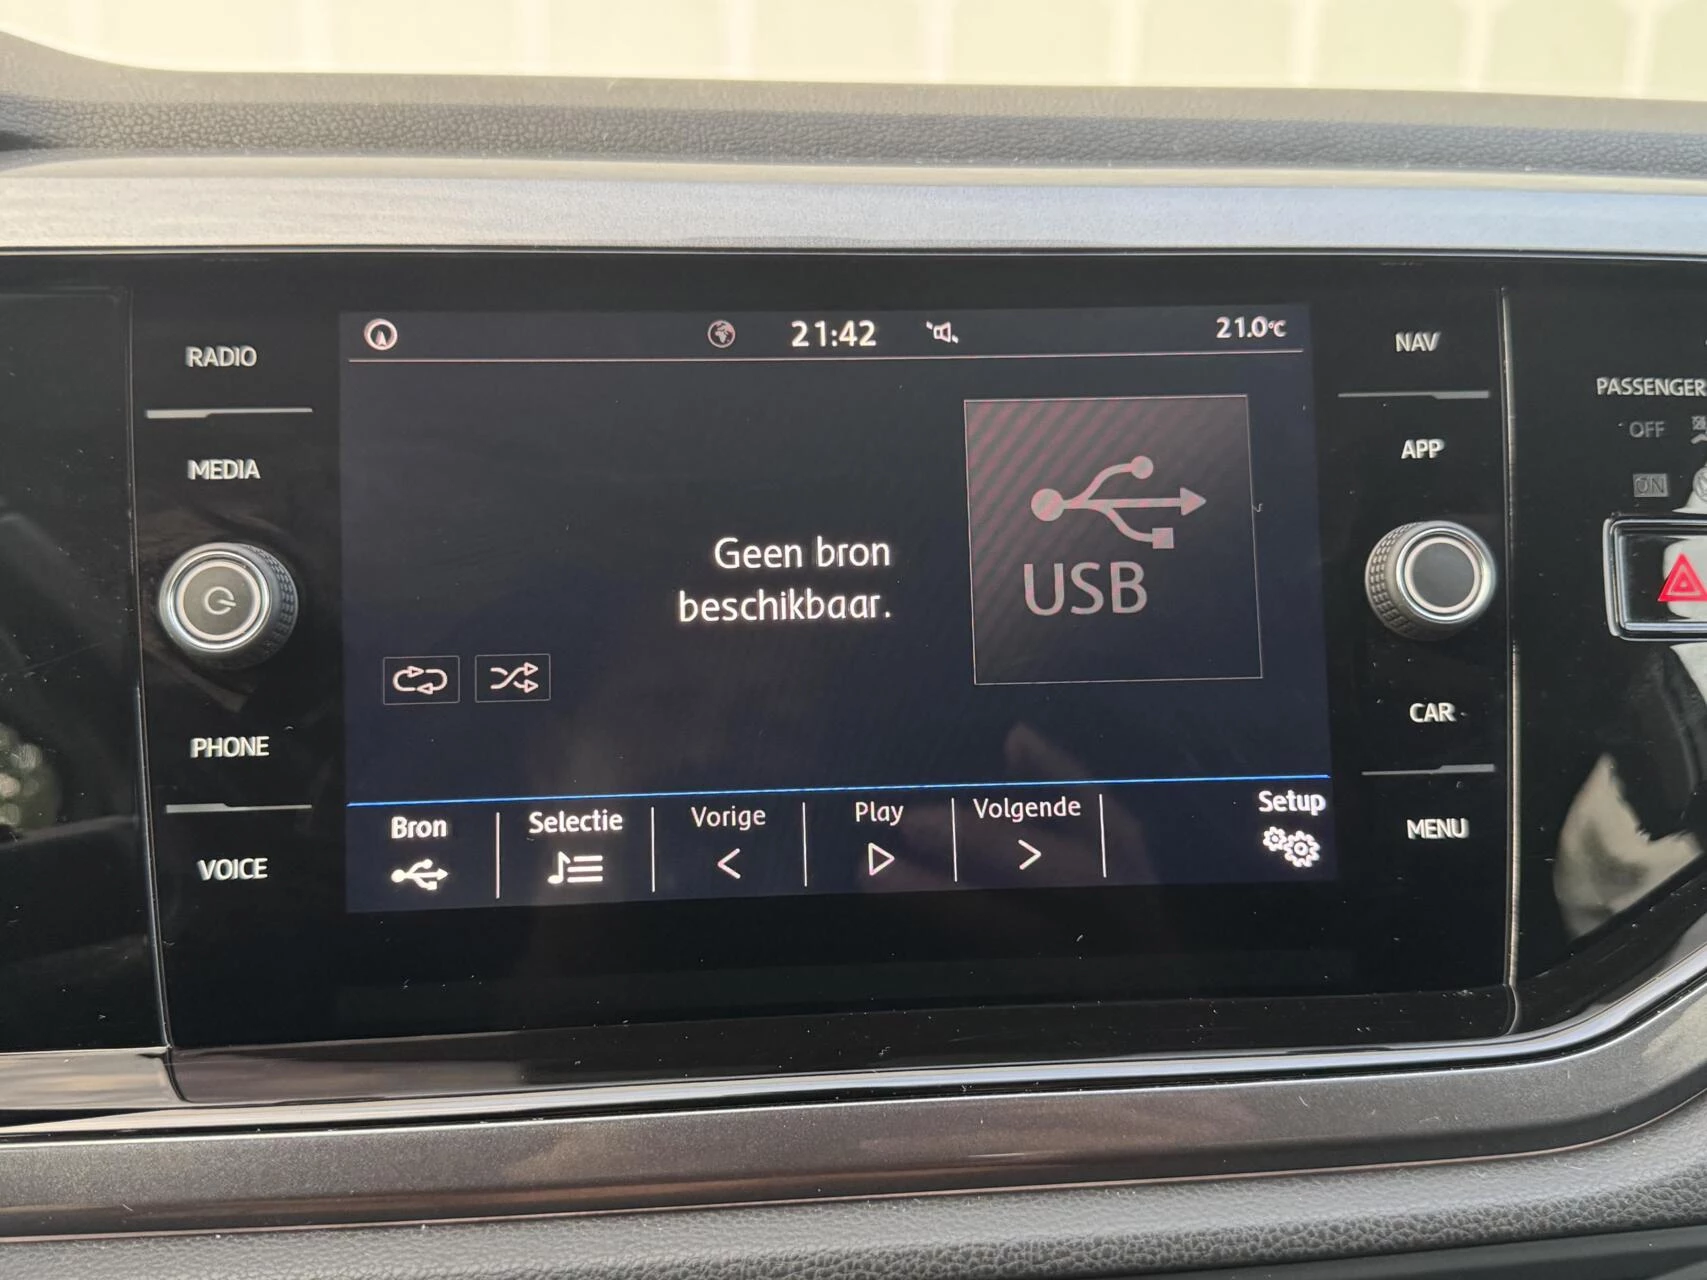 21:42
21.0°C
RADIO
MEDIA
PHONE
VOICE
Geen bron
beschikbaar.
USB
Bron
Selectie
Vorige
Play
Volgende
Setup
NAV
APP
CAR
MENU
PASSENGER
OFF
ON